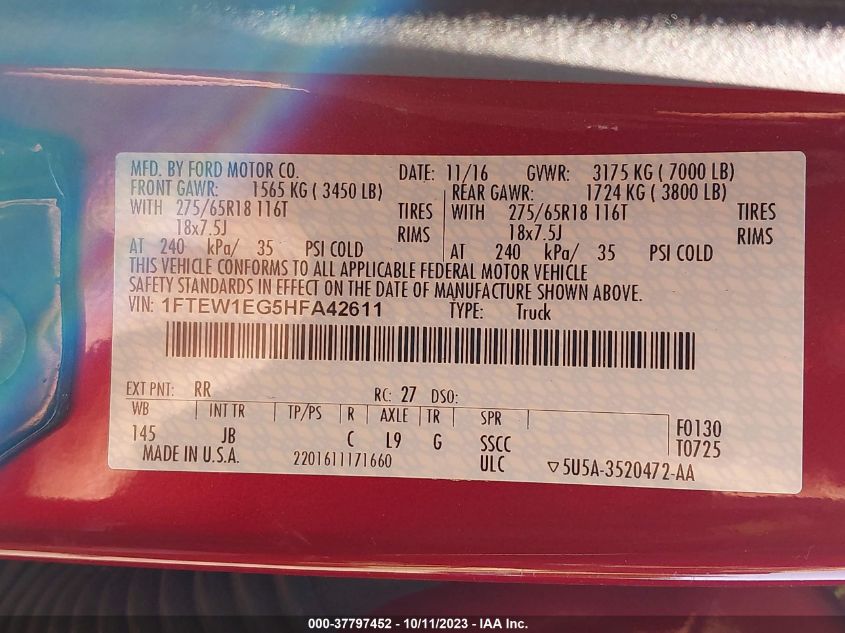 MFD. BY FORD MOTOR CO. DATE: 11/16 GVWR: 3175 KG ( 7000 LB)
FRONT GAWR: 1565 KG ( 3450 LB) REAR GAWR: 1724 KG ( 3800 LB)
WITH 275/65R18 116T TIRES WITH 275/65R18 116T TIRES
18x7.5J RIMS 18x7.5J RIMS
AT 240 kPa/ 35 PSI COLD AT 240 kPa/ 35 PSI COLD
THIS VEHICLE CONFORMS TO ALL APPLICABLE FEDERAL MOTOR VEHICLE
SAFETY STANDARDS IN EFFECT ON THE DATE OF MANUFACTURE SHOWN ABOVE.
VIN: 1FTEW1EG5HFA42611 TYPE: Truck
EXT PNT: RR RC: 27 DSO:
WB INT TR TP/PS R AXLE TR SPR F0130
145 JB C L9 G SSCC T0725
MADE IN U.S.A. 2201611171660 ULC ▽5U5A-3520472-AA
000-37797452 - 10/11/2023 - IAA Inc.